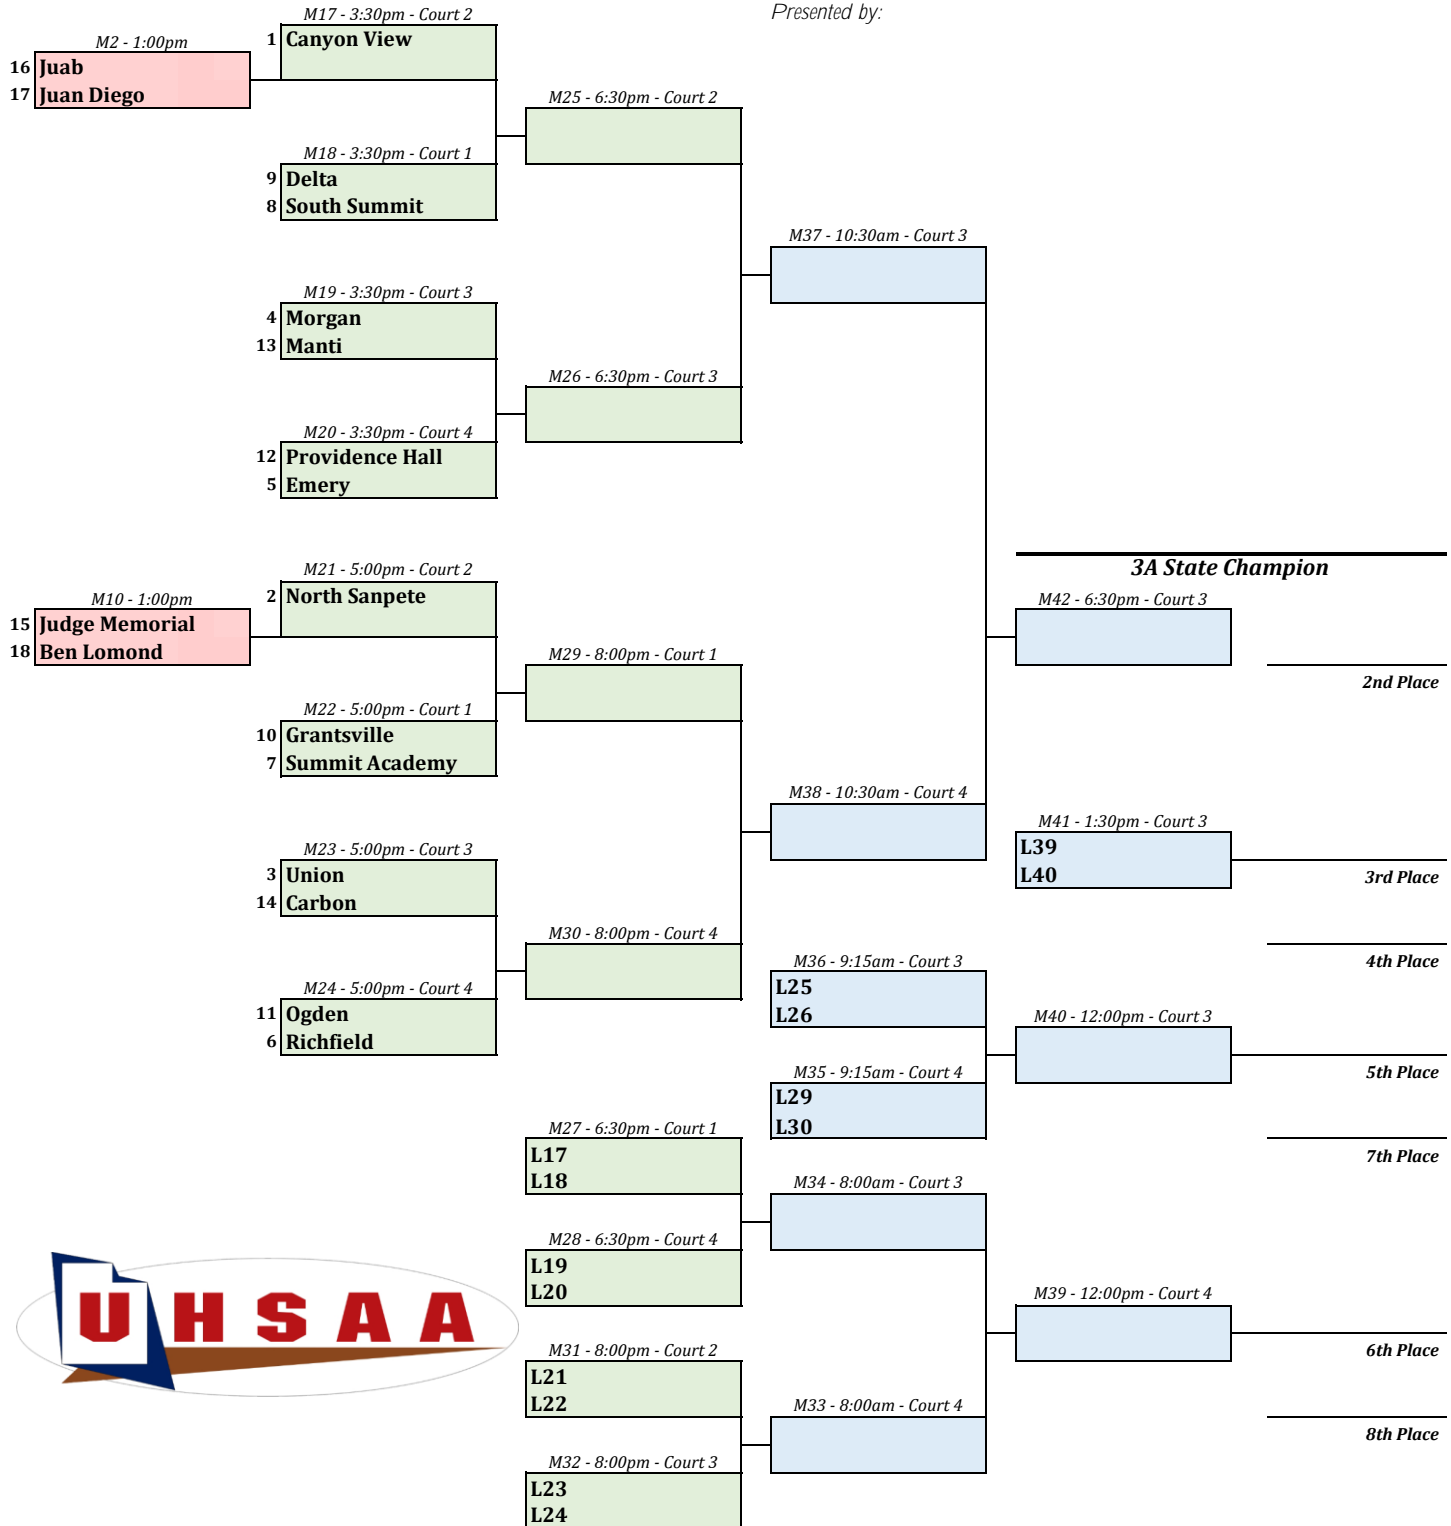 Presented by:
M2 - 1:00pm
16 Juab
17 Juan Diego
M17 - 3:30pm - Court 2
1 Canyon View
M18 - 3:30pm - Court 1
9 Delta
8 South Summit
M19 - 3:30pm - Court 3
4 Morgan
13 Manti
M20 - 3:30pm - Court 4
12 Providence Hall
5 Emery
M10 - 1:00pm
15 Judge Memorial
18 Ben Lomond
M21 - 5:00pm - Court 2
2 North Sanpete
M22 - 5:00pm - Court 1
10 Grantsville
7 Summit Academy
M23 - 5:00pm - Court 3
3 Union
14 Carbon
M24 - 5:00pm - Court 4
11 Ogden
6 Richfield
M25 - 6:30pm - Court 2
M26 - 6:30pm - Court 3
M29 - 8:00pm - Court 1
M30 - 8:00pm - Court 4
M27 - 6:30pm - Court 1
L17
L18
M28 - 6:30pm - Court 4
L19
L20
M31 - 8:00pm - Court 2
L21
L22
M32 - 8:00pm - Court 3
L23
L24
M37 - 10:30am - Court 3
M38 - 10:30am - Court 4
M36 - 9:15am - Court 3
L25
L26
M35 - 9:15am - Court 4
L29
L30
M34 - 8:00am - Court 3
M33 - 8:00am - Court 4
3A State Champion
M42 - 6:30pm - Court 3
2nd Place
M41 - 1:30pm - Court 3
L39
L40
3rd Place
4th Place
M40 - 12:00pm - Court 3
5th Place
7th Place
M39 - 12:00pm - Court 4
6th Place
8th Place
UHSAA